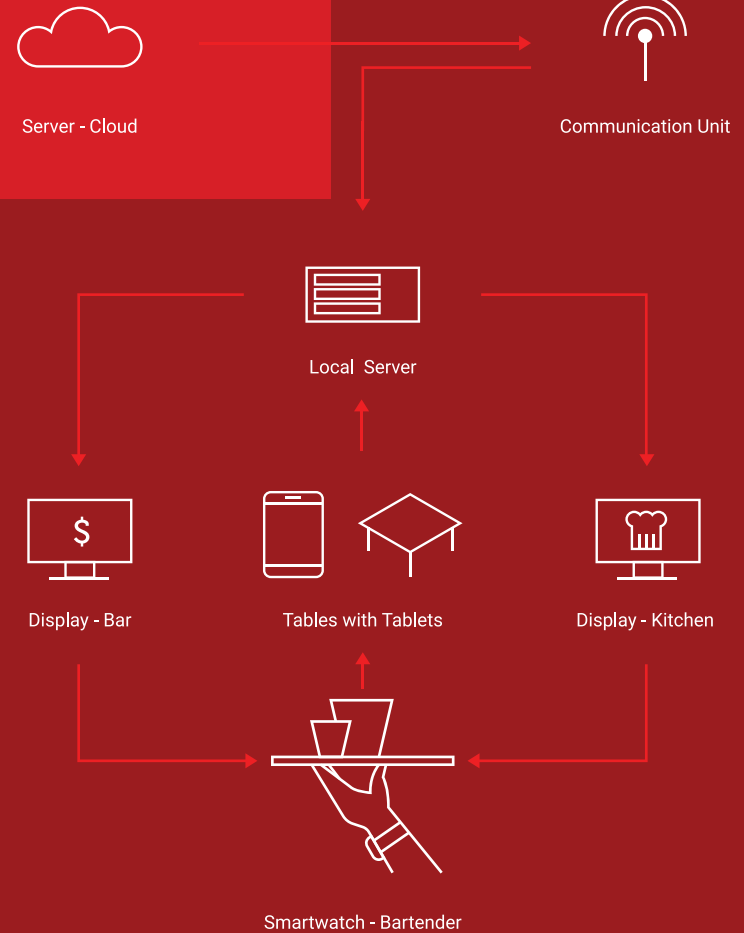 Server - Cloud
Communication Unit
Local Server
$
Display - Bar
Tables with Tablets
Display - Kitchen
Smartwatch - Bartender